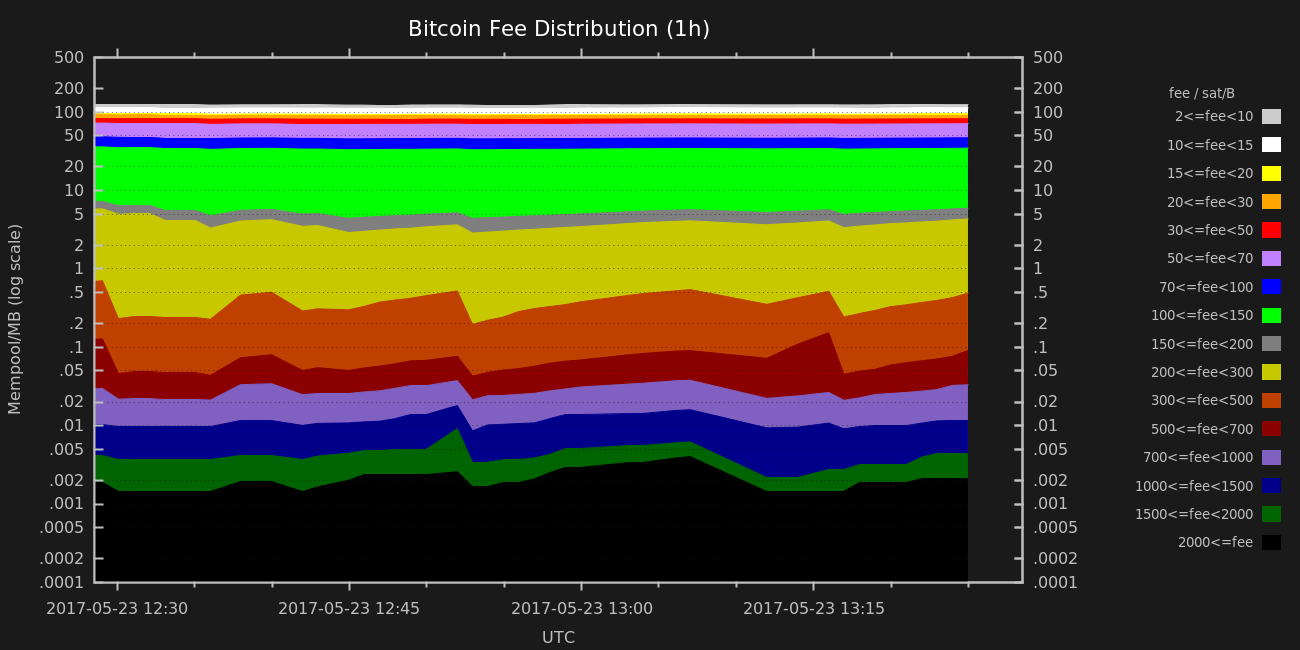 Bitcoin Fee Distribution (1h)
500
200
100
50
20
10
5
2
1
.5
.2
.1
.05
.02
.01
.005
.002
.001
.0005
.0002
.0001
Mempool/MB (log scale)
500
200
100
50
20
10
5
2
1
.5
.2
.1
.05
.02
.01
.005
.002
.001
.0005
.0002
.0001
fee / sat/B
2<=fee<10
10<=fee<15
15<=fee<20
20<=fee<30
30<=fee<50
50<=fee<70
70<=fee<100
100<=fee<150
150<=fee<200
200<=fee<300
300<=fee<500
500<=fee<700
700<=fee<1000
1000<=fee<1500
1500<=fee<2000
2000<=fee
2017-05-23 12:30 2017-05-23 12:45 2017-05-23 13:00 2017-05-23 13:15
UTC